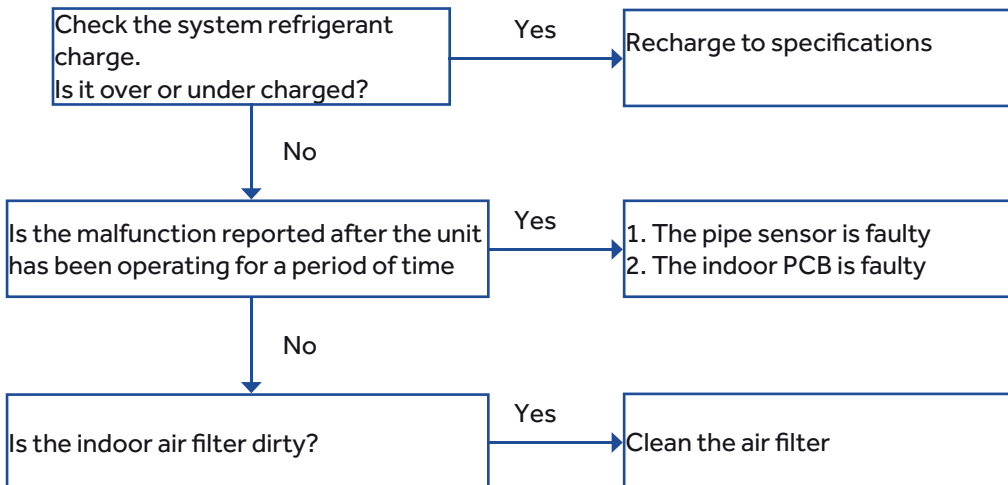 Check the system refrigerant
charge.
Is it over or under charged?
Yes
Recharge to specifications
No
Is the malfunction reported after the unit
has been operating for a period of time
Yes
1. The pipe sensor is faulty
2. The indoor PCB is faulty
No
Is the indoor air filter dirty?
Yes
Clean the air filter